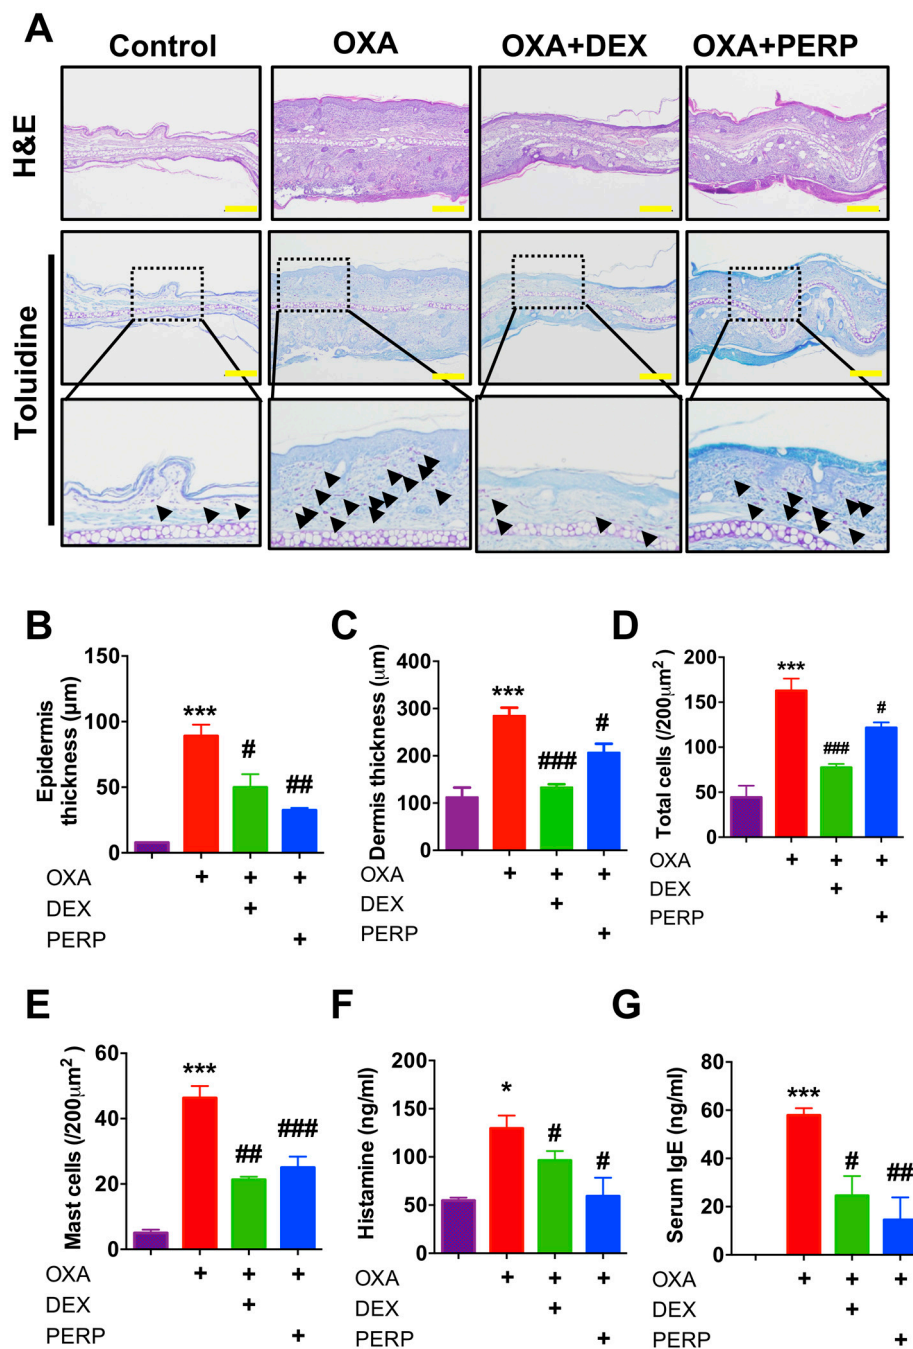 A
Control
OXA
OXA+DEX
OXA+PERP
H&E
Toluidine
B
Epidermis
thickness (µm)
150
100
50
0
***
#
##
OXA + + +
DEX +
PERP +
C
Dermis thickness (µm)
400
300
200
100
0
***
###
#
OXA + + +
DEX +
PERP +
D
Total cells (/200µm²)
200
150
100
50
0
***
###
#
OXA + + +
DEX +
PERP +
E
Mast cells (/200µm²)
60
40
20
0
***
##
###
OXA + + +
DEX +
PERP +
F
Histamine (ng/ml)
200
150
100
50
0
*
#
#
OXA + + +
DEX +
PERP +
G
Serum IgE (ng/ml)
80
60
40
20
0
***
#
##
OXA + + +
DEX +
PERP +